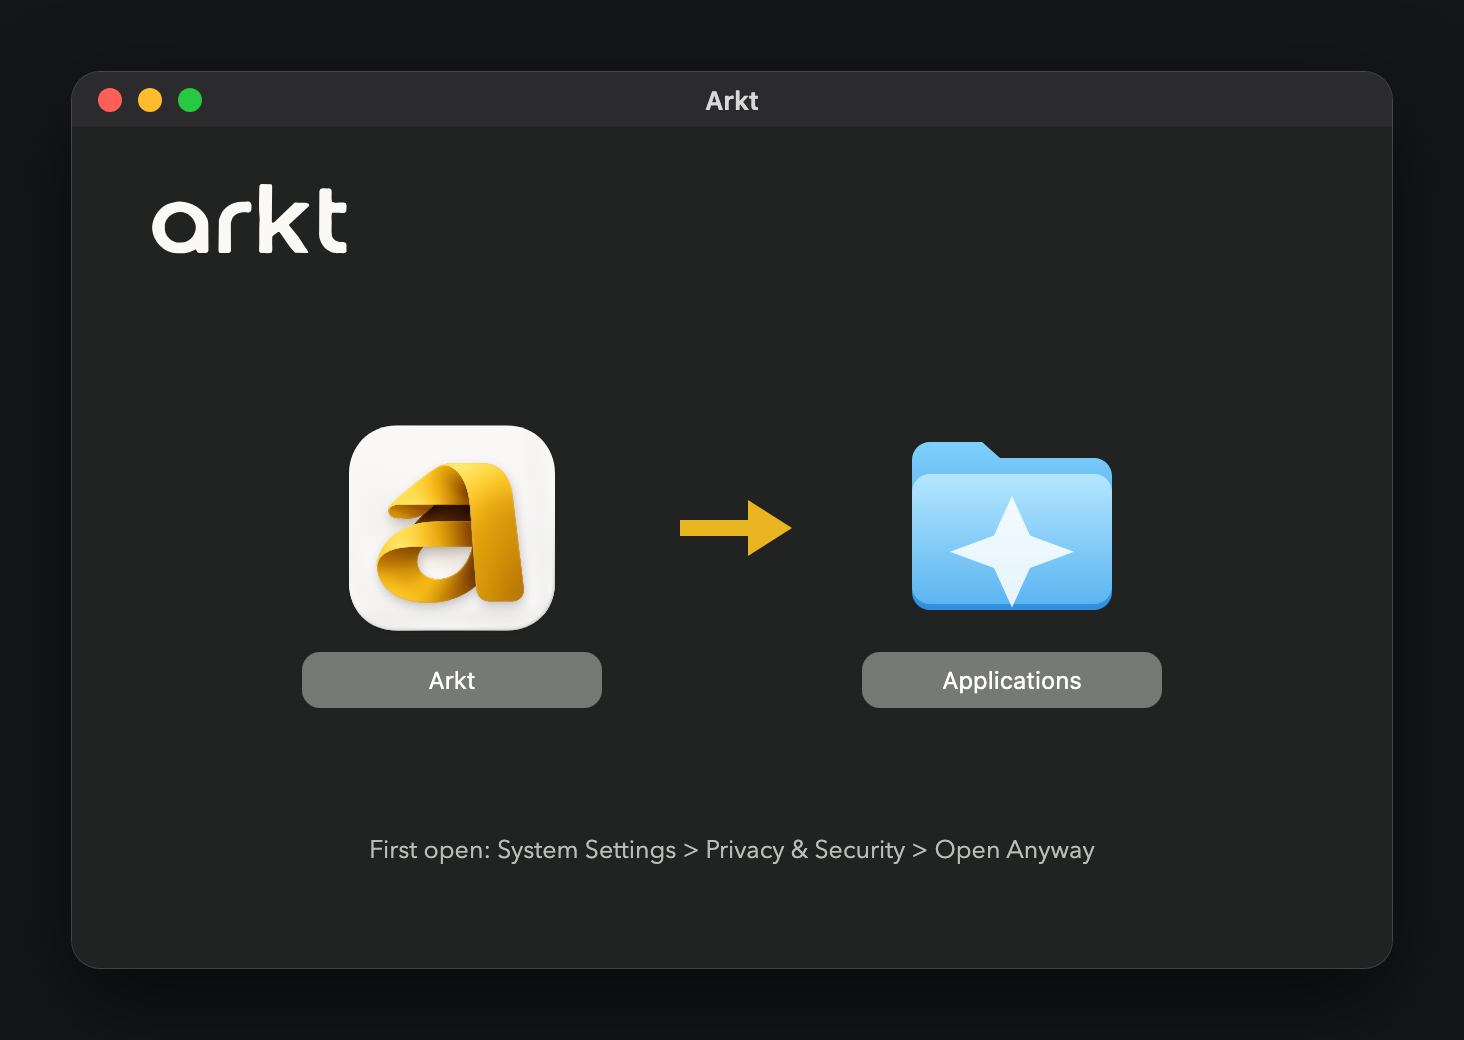 Arkt
arkt
Arkt
Applications
First open: System Settings > Privacy & Security > Open Anyway